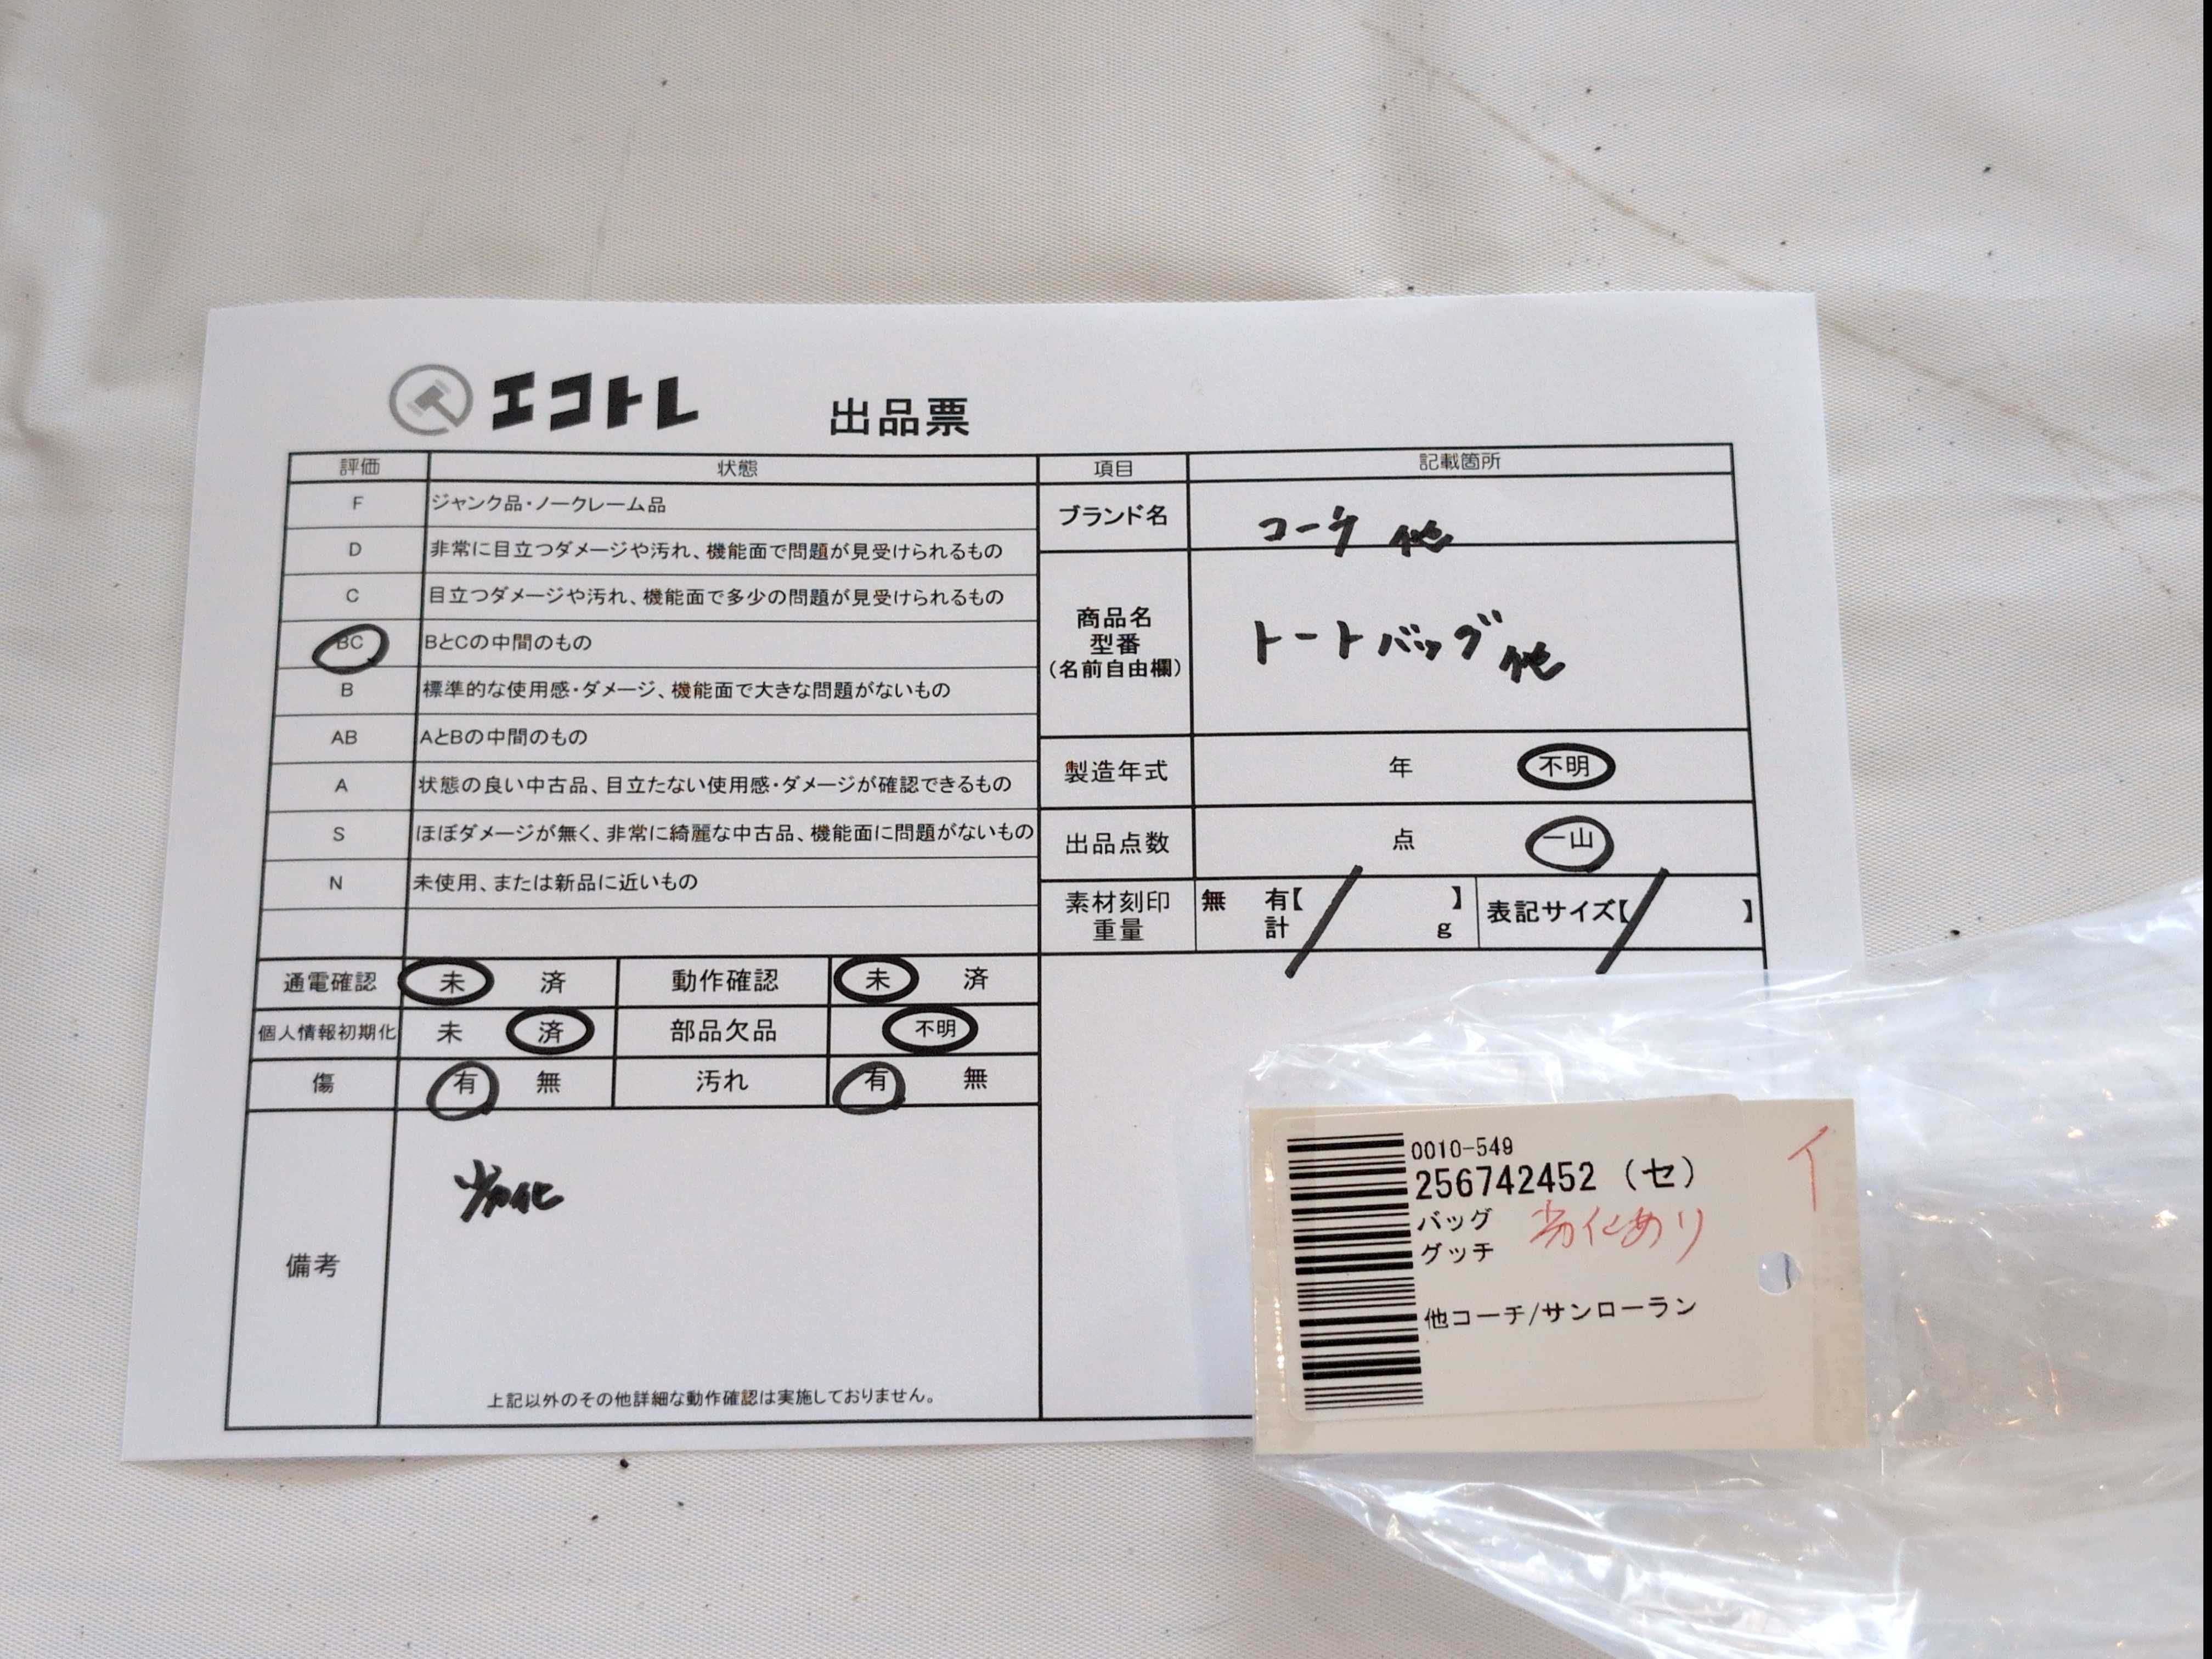 エコトレ 出品票
評価 状態 項目 記載箇所
F ジャンク品・ノークレーム品
D 非常に目立つダメージや汚れ、機能面で問題が見受けられるもの
C 目立つダメージや汚れ、機能面で多少の問題が見受けられるもの
BC BとCの中間のもの
B 標準的な使用感・ダメージ、機能面で大きな問題がないもの
AB AとBの中間のもの
A 状態の良い中古品、目立たない使用感・ダメージが確認できるもの
S ほぼダメージが無く、非常に綺麗な中古品、機能面に問題がないもの
N 未使用、または新品に近いもの
ブランド名 コーチ 他
商品名
型番
(名前自由欄)
トートバッグ 他
製造年式 年 不明
出品点数 点 一山
素材刻印 無 有【 】 表記サイズ【 】
重量 計 g
通電確認 未 済 動作確認 未 済
個人情報初期化 未 済 部品欠品 不明
傷 有 無 汚れ 有 無
備考 劣化
上記以外のその他詳細な動作確認は実施しておりません。
0010-549
256742452 (セ) イ
バッグ 劣化あり
グッチ
他コーチ/サンローラン